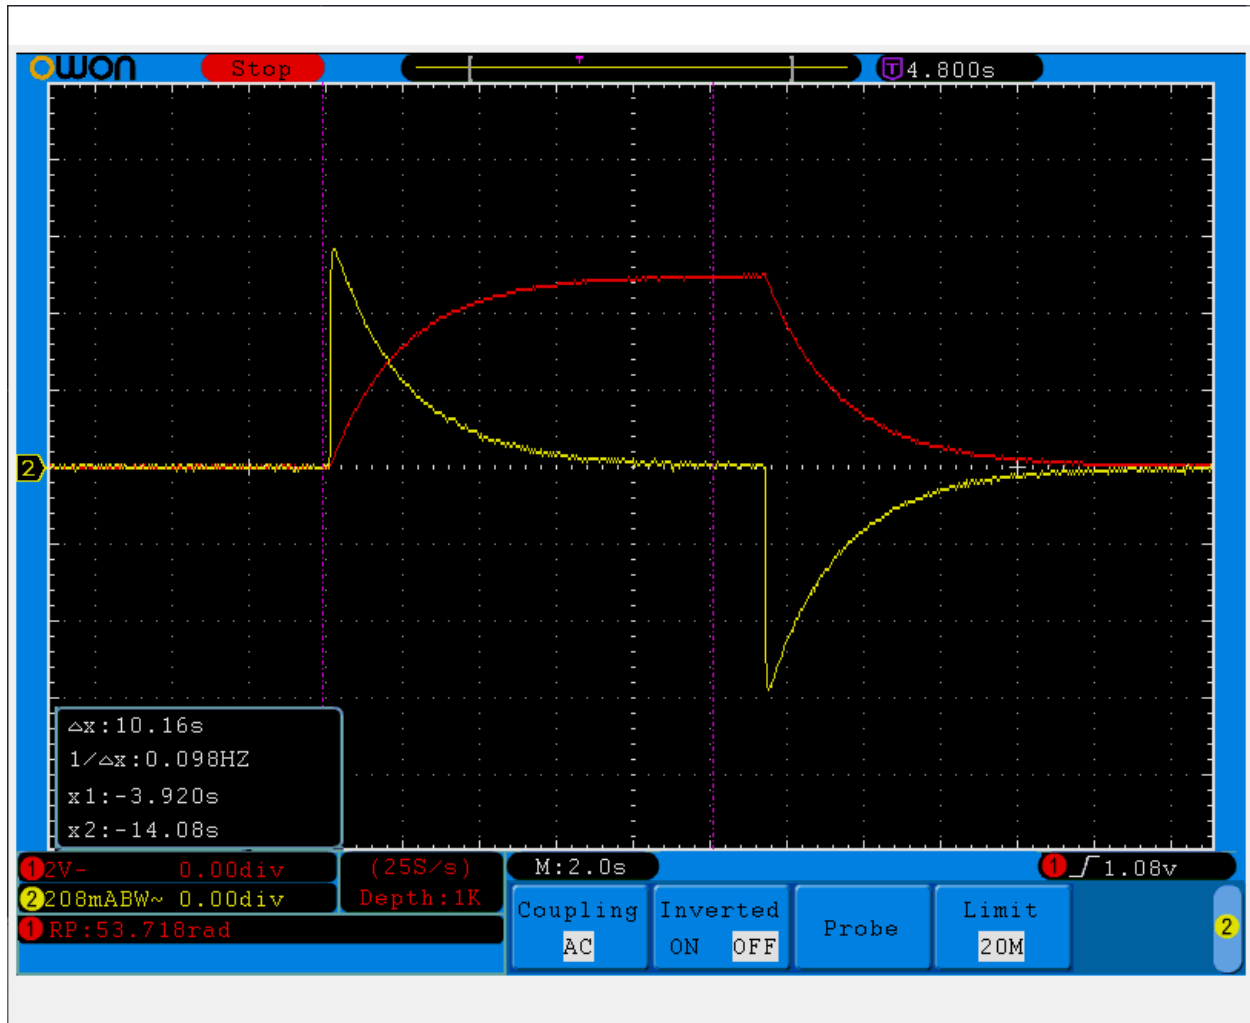 owon Stop T 4.800s
2
△x:10.16s
1/△x:0.098HZ
x1:-3.920s
x2:-14.08s
1 2V- 0.00div (25S/s) M:2.0s 1 1.08v
2 208mABW~ 0.00div Depth:1K
1 RP:53.718rad
Coupling Inverted Probe Limit 2
AC ON OFF 20M